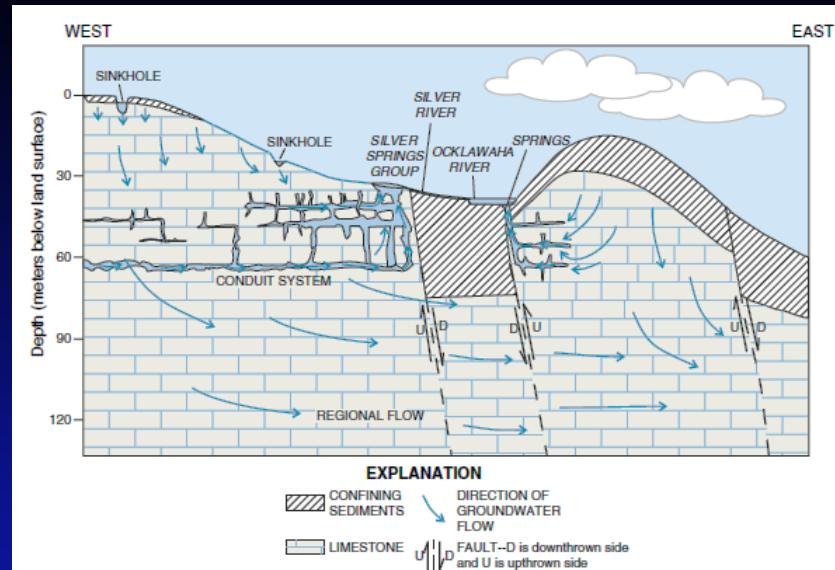 WEST
EAST
SINKHOLE
SINKHOLE
SILVER
SPRINGS
GROUP
SILVER
RIVER
OCKLAWAHA
RIVER
SPRINGS
Depth (meters below land surface)
0
30
60
90
120
CONDUIT SYSTEM
U D
D U
U D
REGIONAL FLOW
EXPLANATION
CONFINING
SEDIMENTS
DIRECTION OF
GROUNDWATER
FLOW
LIMESTONE
U D
FAULT--D is downthrown side
and U is upthrown side